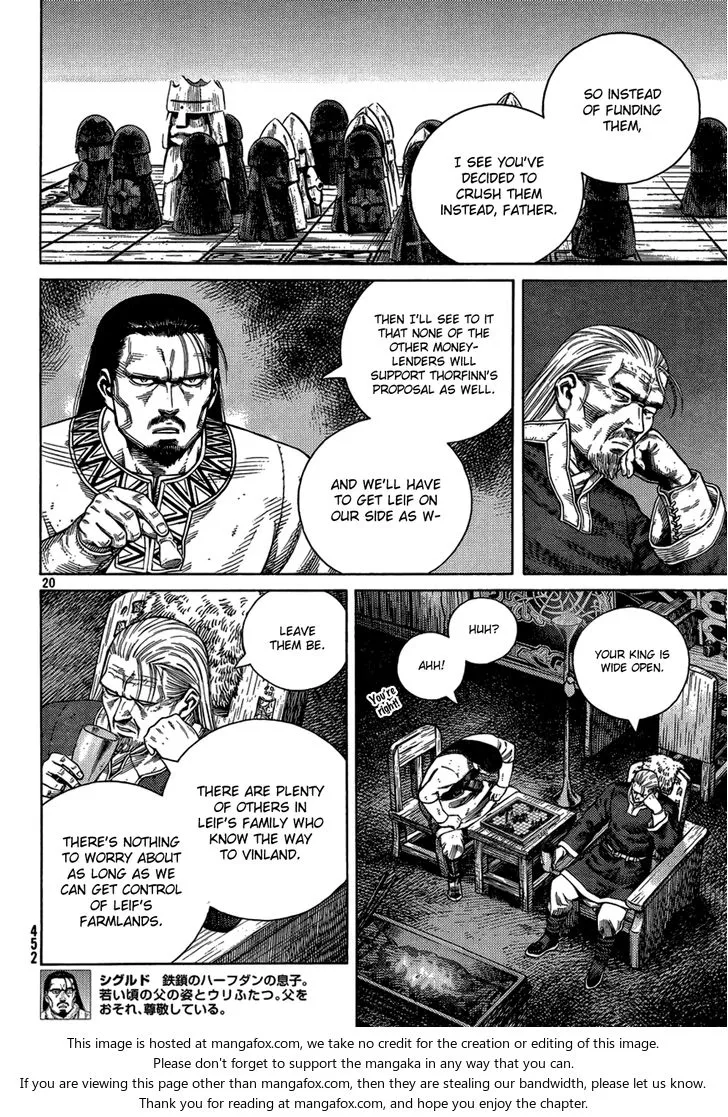 SO INSTEAD
OF FUNDING
THEM,
I SEE YOU'VE
DECIDED TO
CRUSH THEM
INSTEAD, FATHER.
THEN I'LL SEE TO IT
THAT NONE OF THE
OTHER MONEY-
LENDERS WILL
SUPPORT THORFINN'S
PROPOSAL AS WELL.
AND WE'LL HAVE
TO GET LEIF ON
OUR SIDE AS W-
20
LEAVE
THEM BE.
THERE ARE PLENTY
OF OTHERS IN
LEIF'S FAMILY WHO
KNOW THE WAY
TO VINLAND.
THERE'S NOTHING
TO WORRY ABOUT
AS LONG AS WE
CAN GET CONTROL
OF LEIF'S
FARMLANDS.
YOUR KING IS
WIDE OPEN.
HUH?
AHH!
You're
right!
452
シグルド 鉄鎖のハーフダンの息子。
若い頃の父の姿とウリふたつ。父を
おそれ、尊敬している。
This image is hosted at mangafox.com, we take no credit for the creation or editing of this image.
Please don't forget to support the mangaka in any way that you can.
If you are viewing this page other than mangafox.com, then they are stealing our bandwidth, please let us know.
Thank you for reading at mangafox.com, and hope you enjoy the chapter.